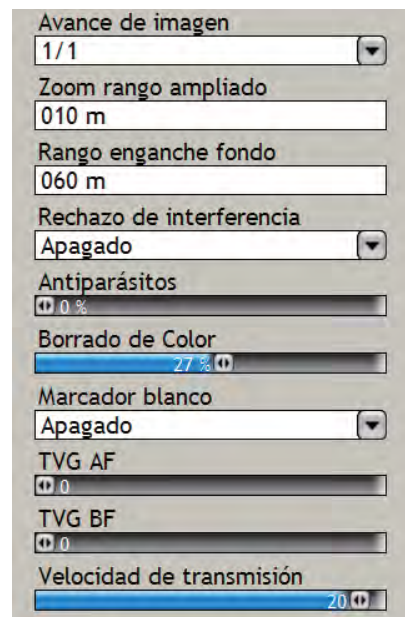 Avance de imagen
1/1
Zoom rango ampliado
010 m
Rango enganche fondo
060 m
Rechazo de interferencia
Apagado
Antiparásitos
0 %
Borrado de Color
27 %
Marcador blanco
Apagado
TVG AF
0
TVG BF
0
Velocidad de transmisión
20